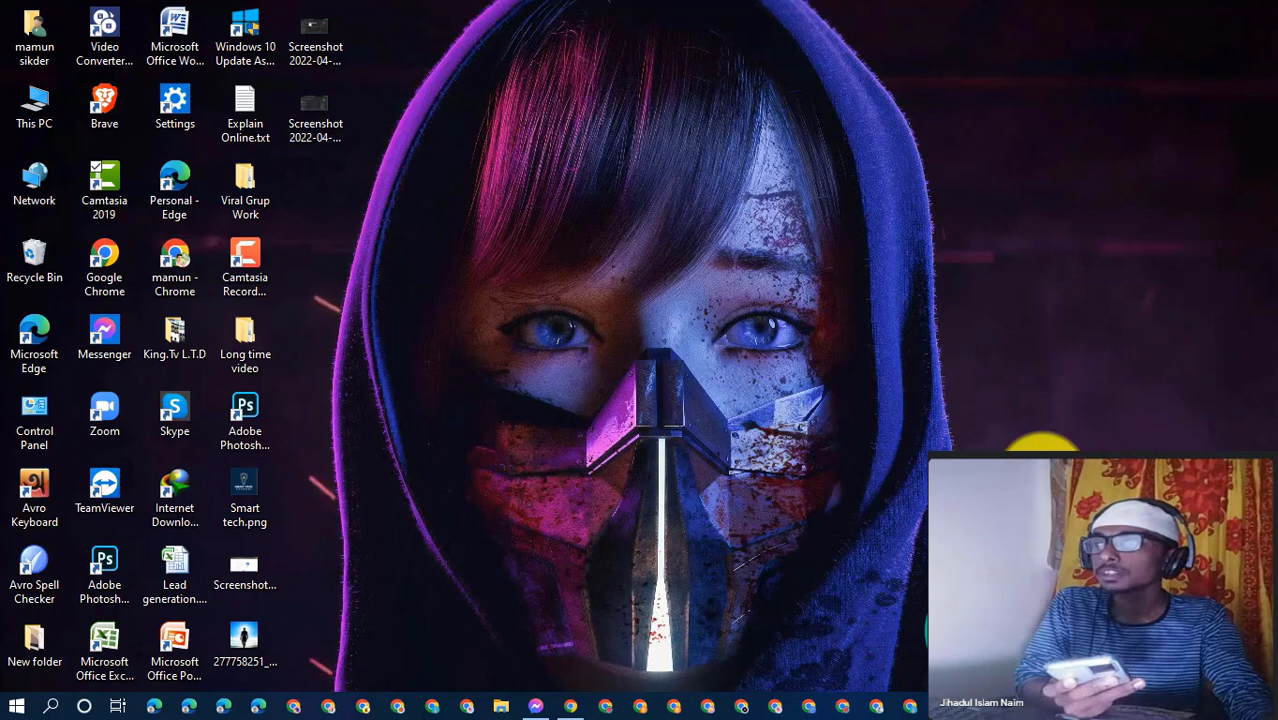 mamun
sikder
Video
Converter...
Microsoft
Office Wo...
Windows 10
Update As...
Screenshot
2022-04-...
This PC
Brave
Settings
Explain
Online.txt
Screenshot
2022-04-...
Network
Camtasia
2019
Personal -
Edge
Viral Grup
Work
Recycle Bin
Google
Chrome
mamun -
Chrome
Camtasia
Record...
Microsoft
Edge
Messenger
King.Tv L.T.D
Long time
video
Control
Panel
Zoom
Skype
Adobe
Photosh...
Avro
Keyboard
TeamViewer
Internet
Downlo...
Smart
tech.png
Avro Spell
Checker
Adobe
Photosh...
Lead
generation....
Screenshot...
New folder
Microsoft
Office Exc...
Microsoft
Office Po...
277758251_...
Jihadul Islam Naim